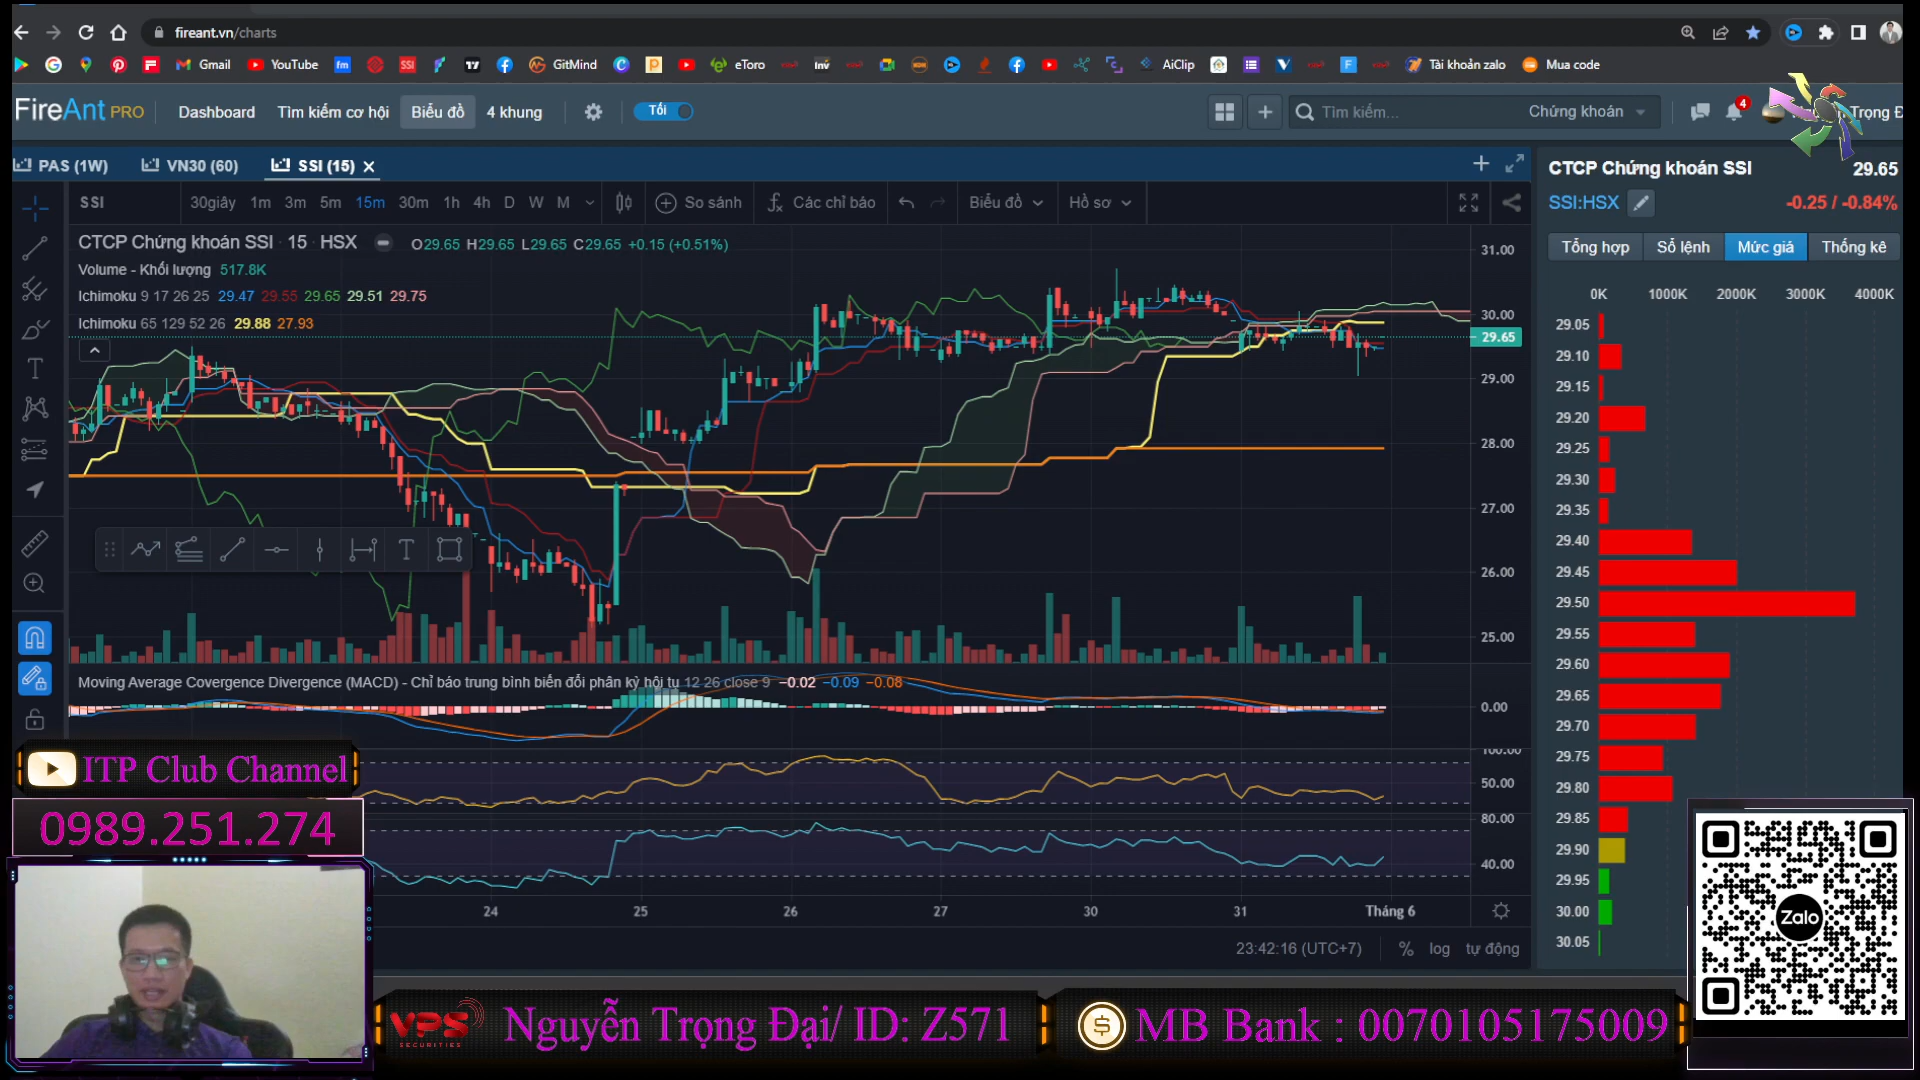 fireant.vn/charts
Gmail YouTube GitMind eToro AiClip Tài khoản zalo Mua code
FireAnt PRO Dashboard Tìm kiếm cơ hội Biểu đồ 4 khung Tối Tìm kiếm... Chứng khoán 4 Trọng Đ
PAS (1W) VN30 (60) SSI (15)
SSI 30giây 1m 3m 5m 15m 30m 1h 4h D W M So sánh Các chỉ báo Biểu đồ Hồ sơ
CTCP Chứng khoán SSI · 15 · HSX O29.65 H29.65 L29.65 C29.65 +0.15 (+0.51%)
Volume - Khối lượng 517.8K
Ichimoku 9 17 26 25 29.47 29.55 29.65 29.51 29.75
Ichimoku 65 129 52 26 29.88 27.93
31.00
30.00
29.65
29.00
28.00
27.00
26.00
25.00
Moving Average Covergence Divergence (MACD) - Chỉ báo trung bình biến đổi phân kỳ hội tụ 12 26 close 9 −0.02 −0.09 −0.08
0.00
100.00
50.00
80.00
40.00
24 25 26 27 30 31 Tháng 6
23:42:16 (UTC+7) % log tự động
CTCP Chứng khoán SSI 29.65
SSI:HSX -0.25 / -0.84%
Tổng hợp Sổ lệnh Mức giá Thống kê
0K 1000K 2000K 3000K 4000K
29.05
29.10
29.15
29.20
29.25
29.30
29.35
29.40
29.45
29.50
29.55
29.60
29.65
29.70
29.75
29.80
29.85
29.90
29.95
30.00
30.05
Zalo
ITP Club Channel
0989.251.274
VPS SECURITIES Nguyễn Trọng Đại/ ID: Z571 MB Bank : 0070105175009